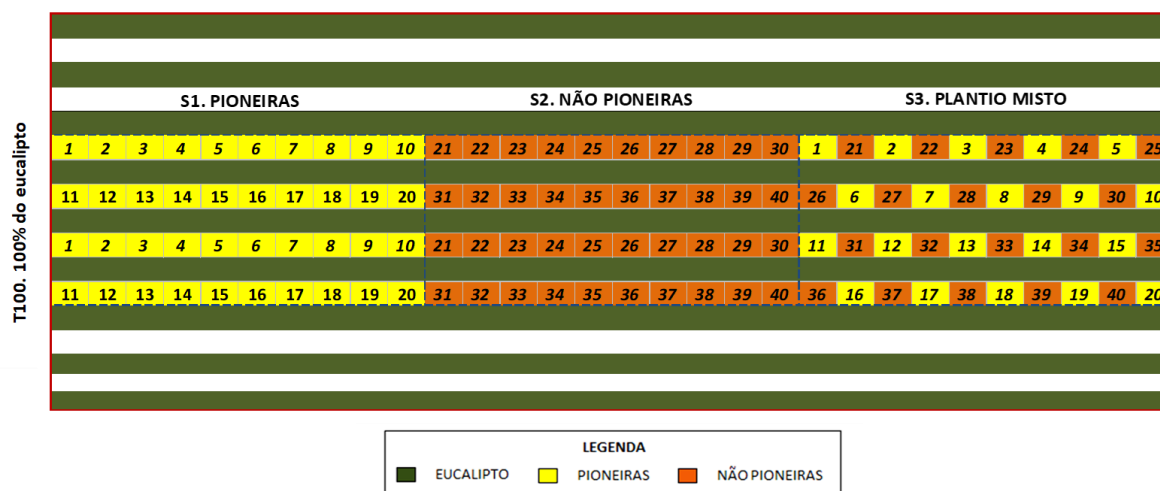 S1. PIONEIRAS S2. NÃO PIONEIRAS S3. PLANTIO MISTO
T100. 100% do eucalipto
1 2 3 4 5 6 7 8 9 10 21 22 23 24 25 26 27 28 29 30 1 21 2 22 3 23 4 24 5 25
11 12 13 14 15 16 17 18 19 20 31 32 33 34 35 36 37 38 39 40 26 6 27 7 28 8 29 9 30 10
1 2 3 4 5 6 7 8 9 10 21 22 23 24 25 26 27 28 29 30 11 31 12 32 13 33 14 34 15 35
11 12 13 14 15 16 17 18 19 20 31 32 33 34 35 36 37 38 39 40 36 16 37 17 38 18 39 19 40 20
LEGENDA
EUCALIPTO PIONEIRAS NÃO PIONEIRAS